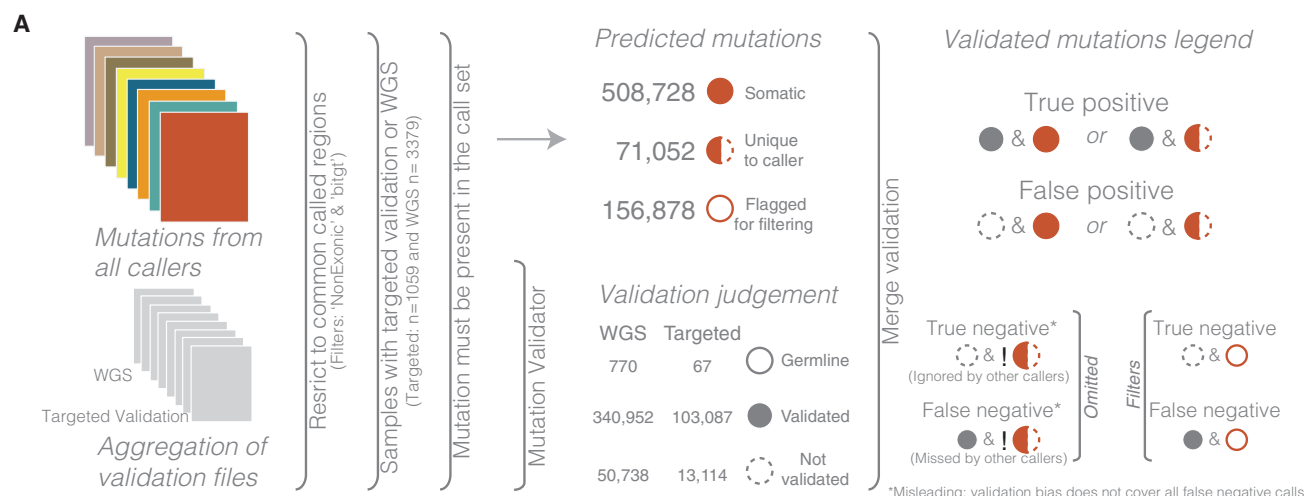 A
Mutations from
all callers
WGS
Targeted Validation
Aggregation of
validation files
Resrict to common called regions
(Filters: 'NonExonic' & 'bitgt')
Samples with targeted validation or WGS
(Targeted: n=1059 and WGS n= 3379)
Mutation must be present in the call set
Mutation Validator
Predicted mutations
508,728 Somatic
71,052 Unique
to caller
156,878 Flagged
for filtering
Validation judgement
WGS Targeted
770 67 Germline
340,952 103,087 Validated
50,738 13,114 Not
validated
Merge validation
Validated mutations legend
True positive
& or &
False positive
& or &
True negative*
& !
(Ignored by other callers)
False negative*
& !
(Missed by other callers)
Omitted
Filters
True negative
&
False negative
&
*Misleading: validation bias does not cover all false negative calls